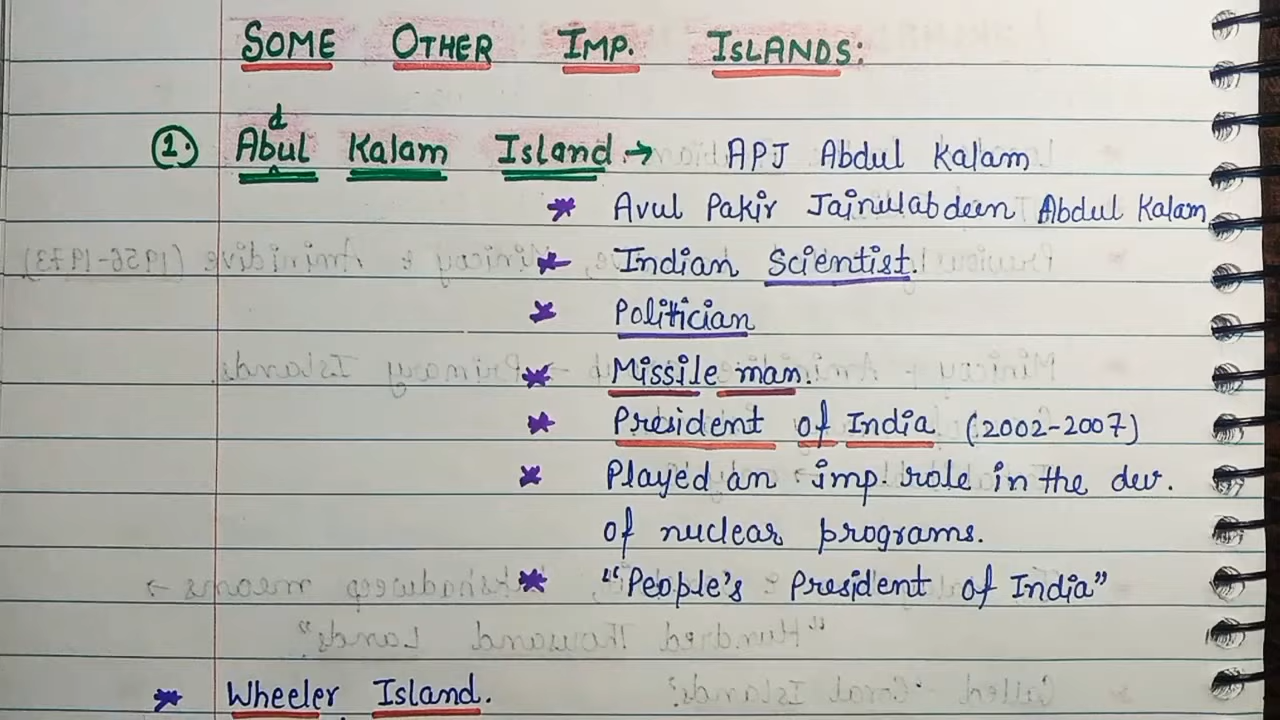 SOME OTHER IMP. ISLANDS:
1. Abdul Kalam Island → APJ Abdul Kalam
* Avul Pakir Jainulabdeen Abdul Kalam
* Indian Scientist.
* Politician
* Missile man.
* President of India (2002-2007)
* Played an imp. role in the dev.
of nuclear programs.
* "People's President of India"
* Wheeler Island.